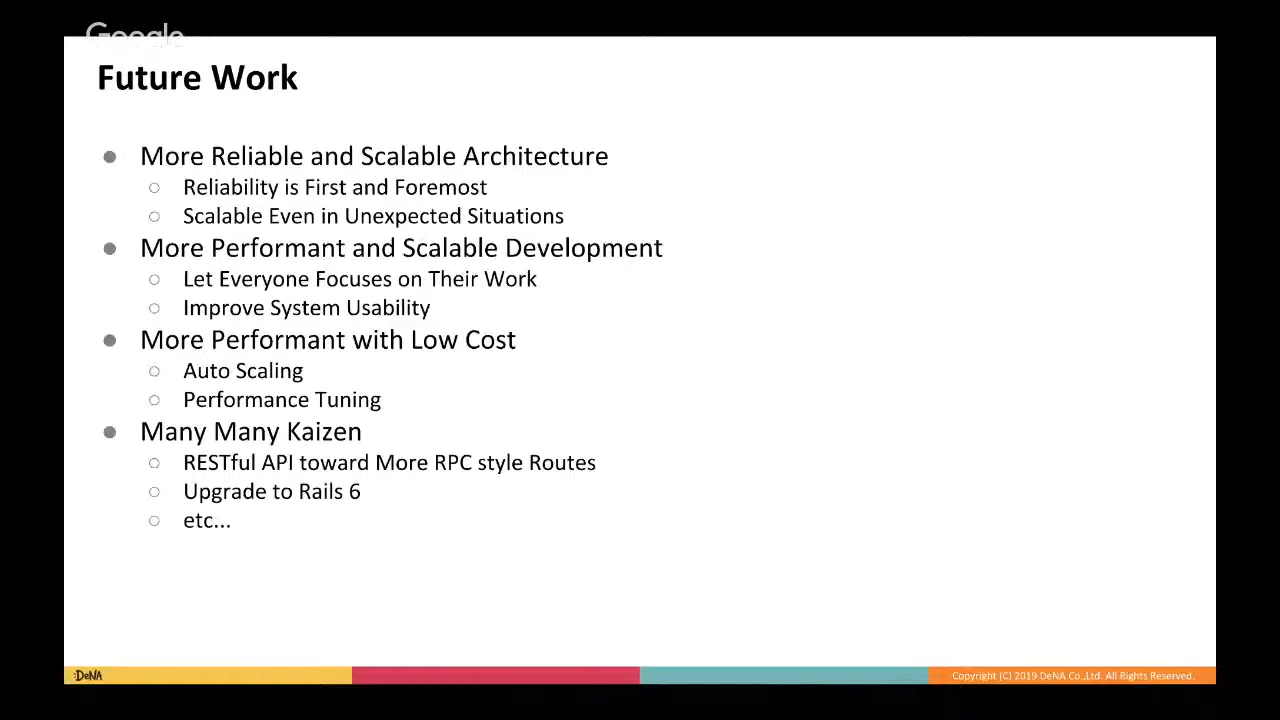 Google
Future Work
● More Reliable and Scalable Architecture
○ Reliability is First and Foremost
○ Scalable Even in Unexpected Situations
● More Performant and Scalable Development
○ Let Everyone Focuses on Their Work
○ Improve System Usability
● More Performant with Low Cost
○ Auto Scaling
○ Performance Tuning
● Many Many Kaizen
○ RESTful API toward More RPC style Routes
○ Upgrade to Rails 6
○ etc...
:DeNA
Copyright (C) 2019 DeNA Co.,Ltd. All Rights Reserved.